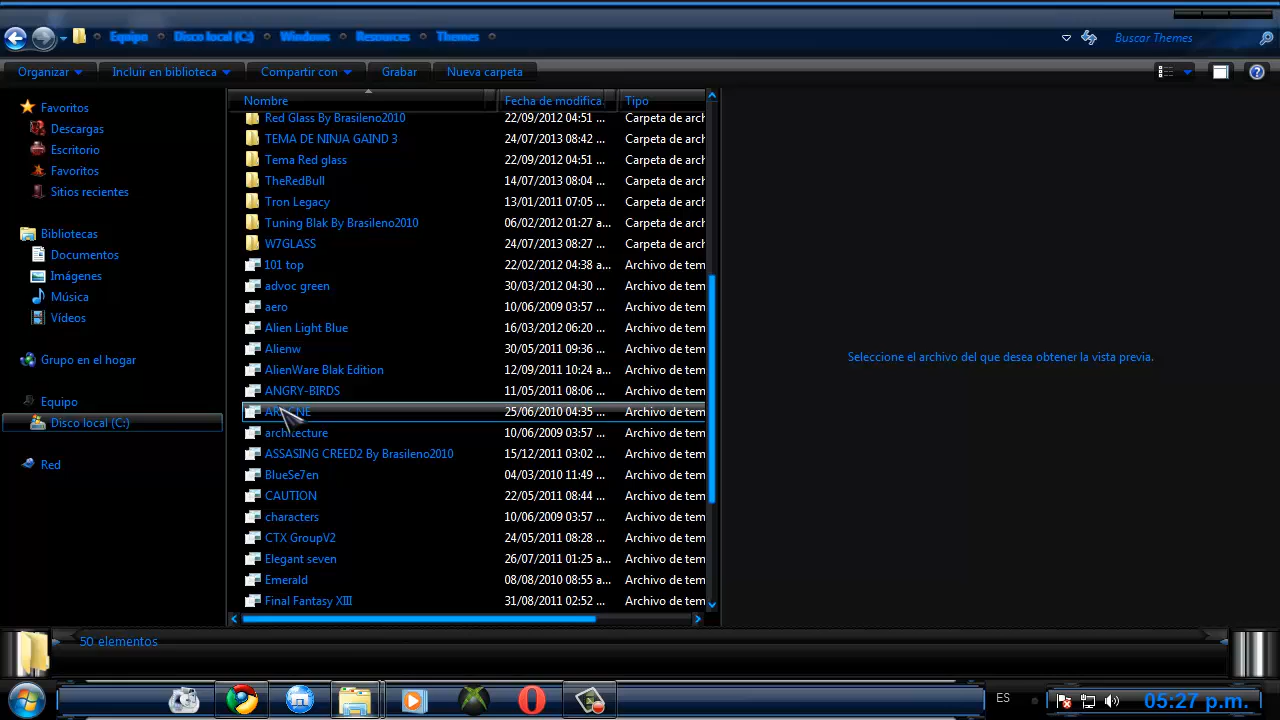 Equipo Disco local (C:) Windows Resources Themes
Buscar Themes
Organizar Incluir en biblioteca Compartir con Grabar Nueva carpeta
Favoritos
Descargas
Escritorio
Favoritos
Sitios recientes
Bibliotecas
Documentos
Imágenes
Música
Vídeos
Grupo en el hogar
Equipo
Disco local (C:)
Red
Nombre Fecha de modifica... Tipo
Red Glass By Brasileno2010 22/09/2012 04:51 ... Carpeta de arch
TEMA DE NINJA GAIND 3 24/07/2013 08:42 ... Carpeta de arch
Tema Red glass 22/09/2012 04:51 ... Carpeta de arch
TheRedBull 14/07/2013 08:04 ... Carpeta de arch
Tron Legacy 13/01/2011 07:05 ... Carpeta de arch
Tuning Blak By Brasileno2010 06/02/2012 01:27 a... Carpeta de arch
W7GLASS 24/07/2013 08:27 ... Carpeta de arch
101 top 22/02/2012 04:38 a... Archivo de tem
advoc green 30/03/2012 04:30 ... Archivo de tem
aero 10/06/2009 03:57 ... Archivo de tem
Alien Light Blue 16/03/2012 06:20 ... Archivo de tem
Alienw 30/05/2011 09:36 ... Archivo de tem
AlienWare Blak Edition 12/09/2011 10:24 a... Archivo de tem
ANGRY-BIRDS 11/05/2011 08:06 ... Archivo de tem
25/06/2010 04:35 ... Archivo de tem
architecture 10/06/2009 03:57 ... Archivo de tem
ASSASING CREED2 By Brasileno2010 15/12/2011 03:02 ... Archivo de tem
BlueSe7en 04/03/2010 11:49 ... Archivo de tem
CAUTION 22/05/2011 08:44 ... Archivo de tem
characters 10/06/2009 03:57 ... Archivo de tem
CTX GroupV2 24/05/2011 08:28 ... Archivo de tem
Elegant seven 26/07/2011 01:25 a... Archivo de tem
Emerald 08/08/2010 08:55 a... Archivo de tem
Final Fantasy XIII 31/08/2011 02:52 ... Archivo de tem
Seleccione el archivo del que desea obtener la vista previa.
50 elementos
ES
05:27 p.m.